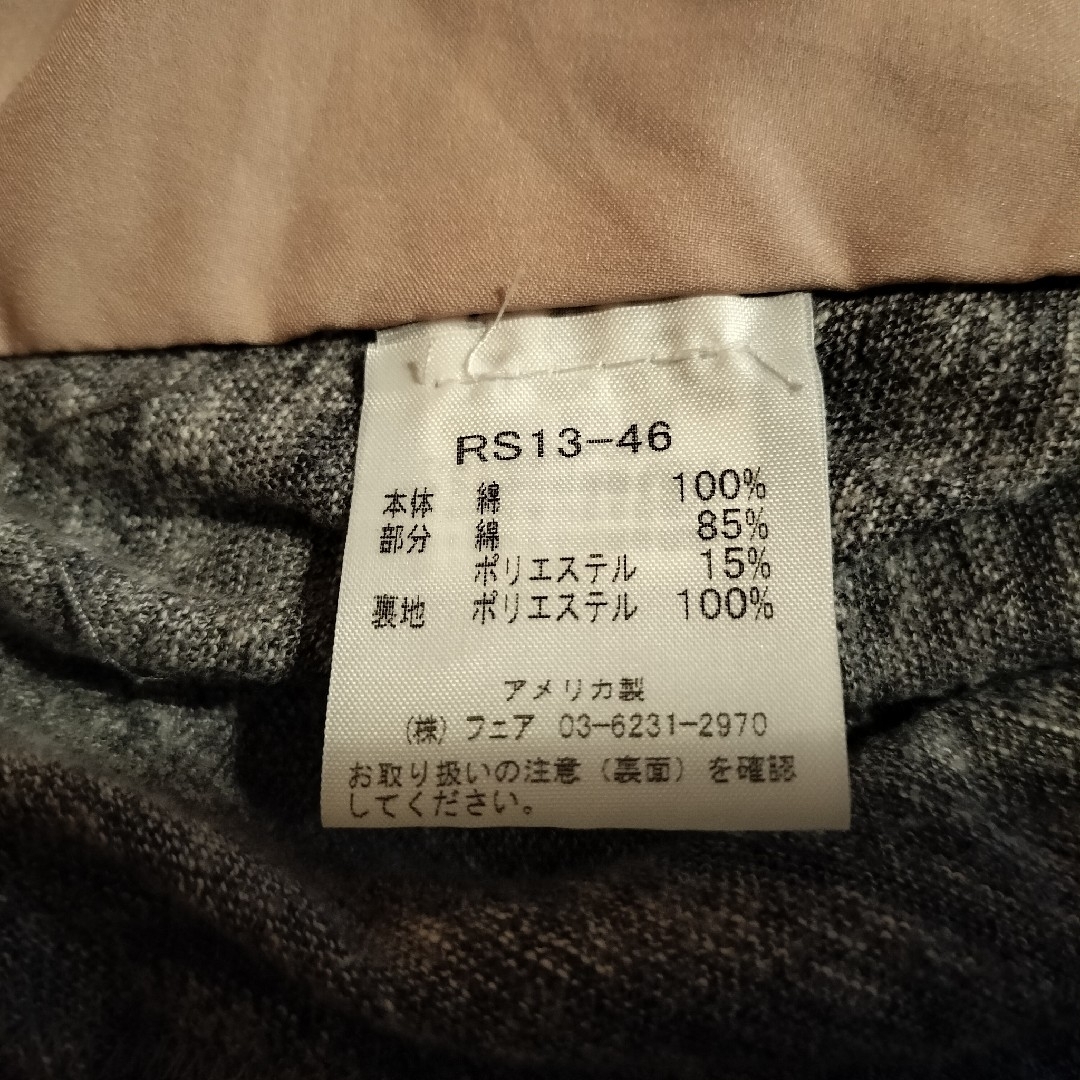 RS13-46
本体 綿 100%
部分 綿 85%
ポリエステル 15%
裏地 ポリエステル 100%
アメリカ製
(株) フェア 03-6231-2970
お取り扱いの注意 (裏面) を確認
してください。